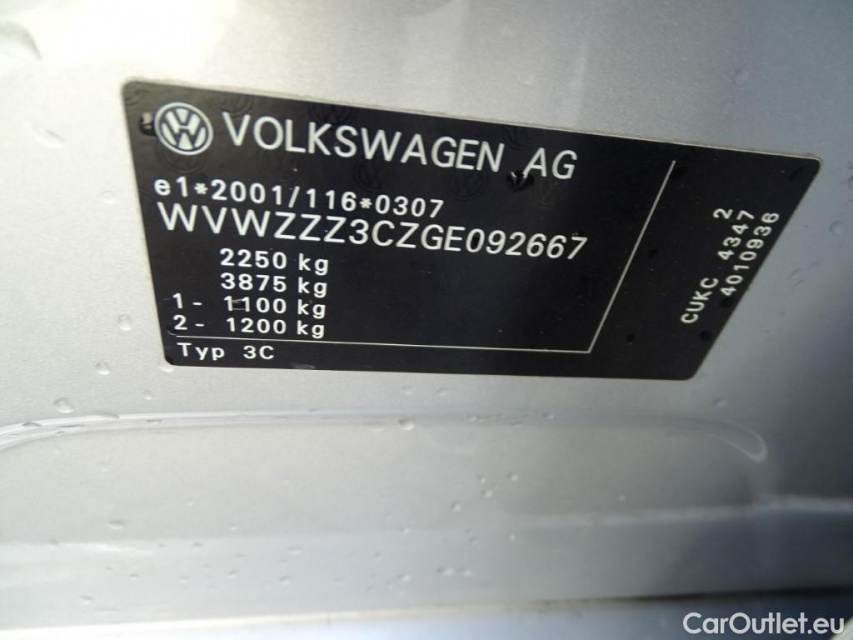 VOLKSWAGEN AG
e1*2001/116*0307
WVWZZZ3CZGE092667
2250 kg
3875 kg
1- 1100 kg
2- 1200 kg
Typ 3C
2
CUKC 4347
4010936
CarOutlet.eu